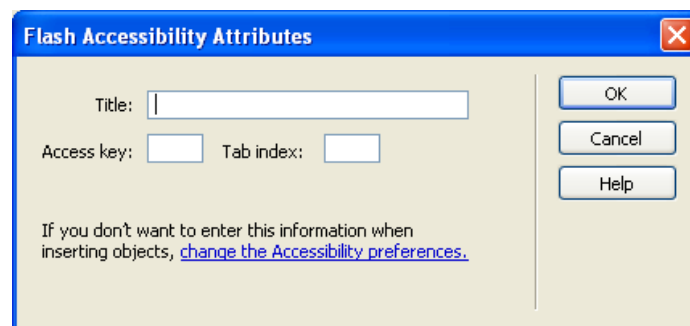 Flash Accessibility Attributes
Title:
OK
Access key:
Tab index:
Cancel
Help
If you don't want to enter this information when
inserting objects, change the Accessibility preferences.